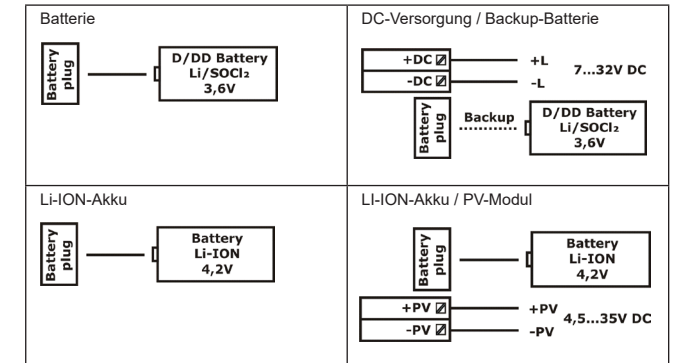 Batterie
Battery
plug
D/DD Battery
Li/SOCl₂
3,6V
DC-Versorgung / Backup-Batterie
+DC
+L
-DC
-L
7...32V DC
Battery
plug
Backup
D/DD Battery
Li/SOCl₂
3,6V
Li-ION-Akku
Battery
plug
Battery
Li-ION
4,2V
LI-ION-Akku / PV-Modul
Battery
plug
Battery
Li-ION
4,2V
+PV
+PV
-PV
-PV
4,5...35V DC